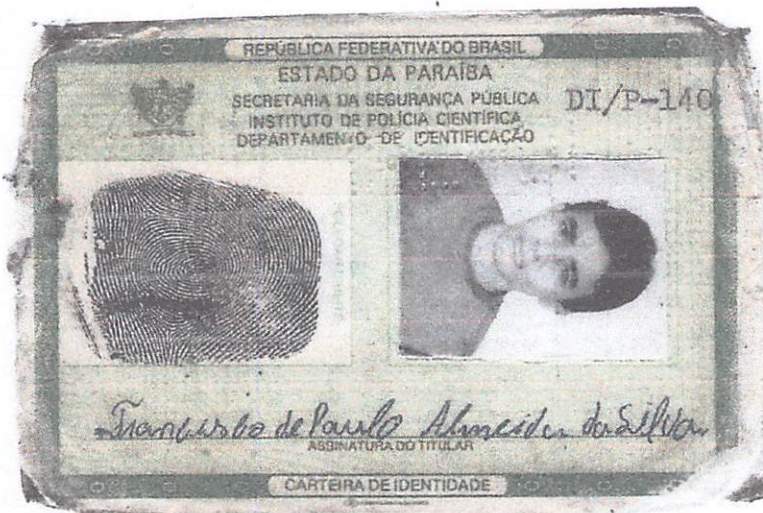 REPÚBLICA FEDERATIVA DO BRASIL
ESTADO DA PARAÍBA
SECRETARIA DA SEGURANÇA PÚBLICA DI/P-140
INSTITUTO DE POLÍCIA CIENTÍFICA
DEPARTAMENTO DE IDENTIFICAÇÃO
Francisco de Paulo Almeida da Silva
ASSINATURA DO TITULAR
CARTEIRA DE IDENTIDADE